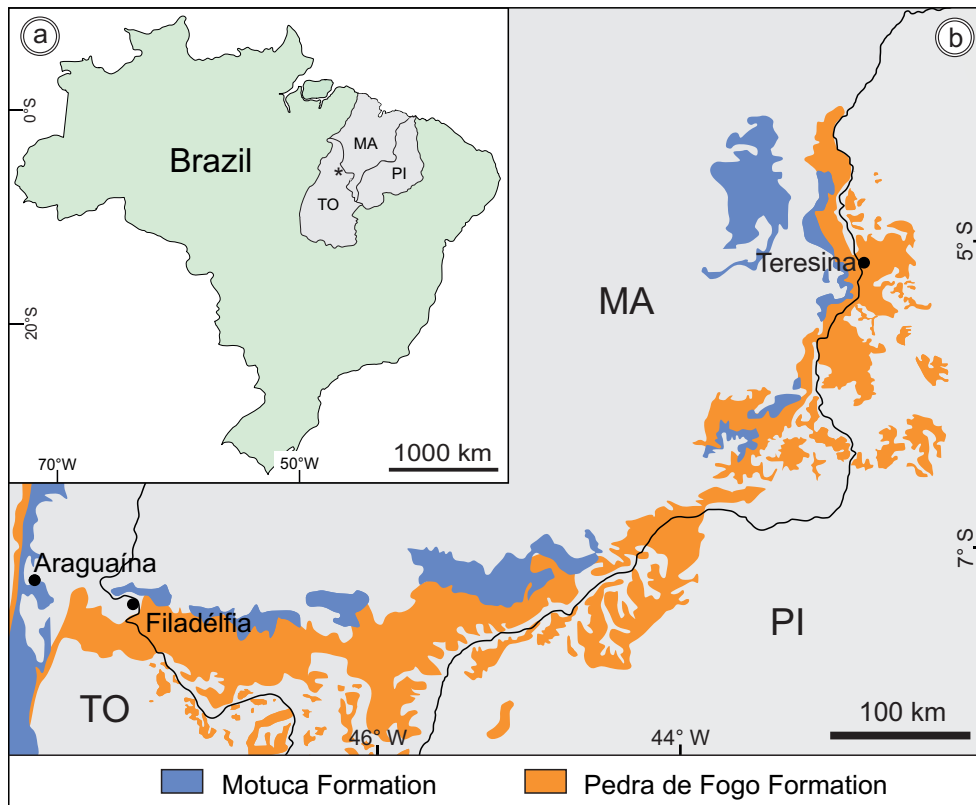 a
b
0°S
MA
Brazil
*
PI
TO
5° S
Teresina
MA
20°S
1000 km
70°W
50°W
7° S
Araguaína
Filadélfia
PI
TO
100 km
46° W
44° W
Motuca Formation
Pedra de Fogo Formation